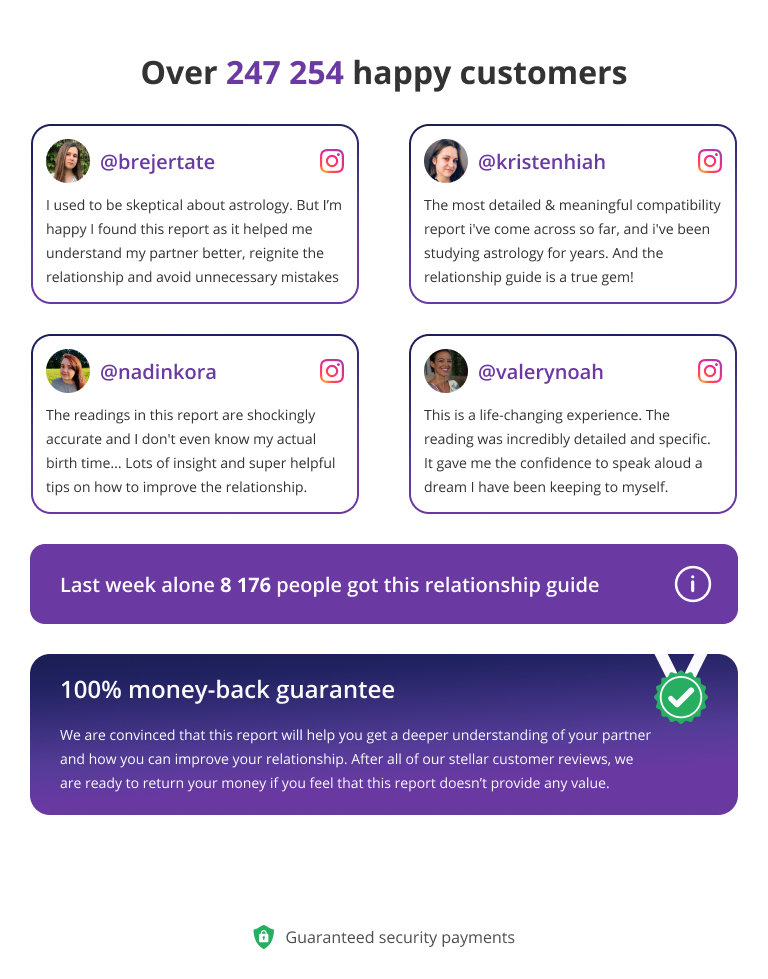 Over 247 254 happy customers
@brejertate
I used to be skeptical about astrology. But I’m
happy I found this report as it helped me
understand my partner better, reignite the
relationship and avoid unnecessary mistakes
@kristenhiah
The most detailed & meaningful compatibility
report i've come across so far, and i've been
studying astrology for years. And the
relationship guide is a true gem!
@nadinkora
The readings in this report are shockingly
accurate and I don't even know my actual
birth time... Lots of insight and super helpful
tips on how to improve the relationship.
@valerynoah
This is a life-changing experience. The
reading was incredibly detailed and specific.
It gave me the confidence to speak aloud a
dream I have been keeping to myself.
Last week alone 8 176 people got this relationship guide
100% money-back guarantee
We are convinced that this report will help you get a deeper understanding of your partner
and how you can improve your relationship. After all of our stellar customer reviews, we
are ready to return your money if you feel that this report doesn’t provide any value.
Guaranteed security payments